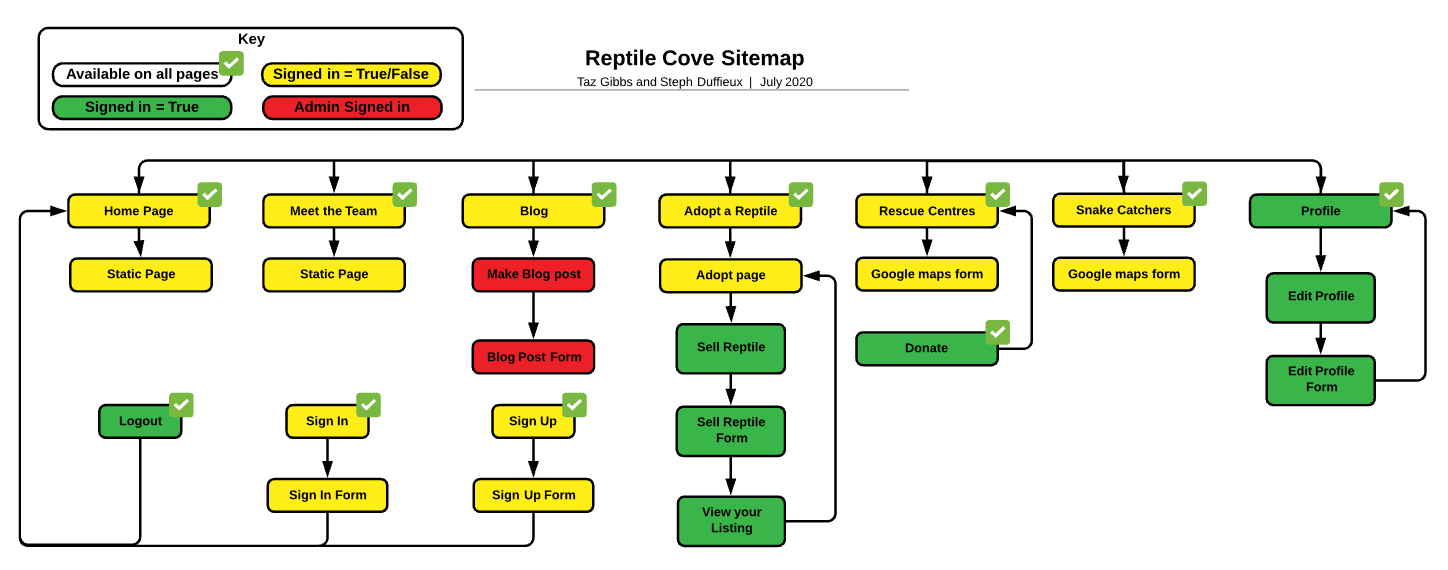 Key
Available on all pages
Signed in = True/False
Signed in = True
Admin Signed in
Reptile Cove Sitemap
Taz Gibbs and Steph Duffieux | July 2020
Home Page
Meet the Team
Blog
Adopt a Reptile
Rescue Centres
Snake Catchers
Profile
Static Page
Static Page
Make Blog post
Adopt page
Google maps form
Google maps form
Edit Profile
Blog Post Form
Sell Reptile
Donate
Edit Profile
Form
Logout
Sign In
Sign Up
Sell Reptile
Form
Sign In Form
Sign Up Form
View your
Listing